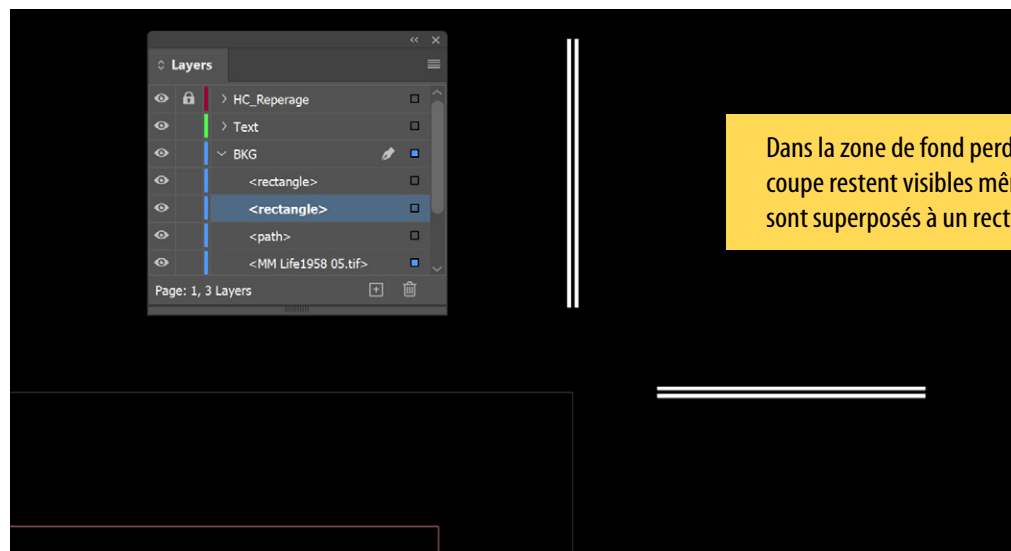 Layers
HC_Reperage
Text
BKG
<rectangle>
<rectangle>
<path>
<MM Life1958 05.tif>
Page: 1, 3 Layers
Dans la zone de fond perd
coupe restent visibles mê
sont superposés à un rect